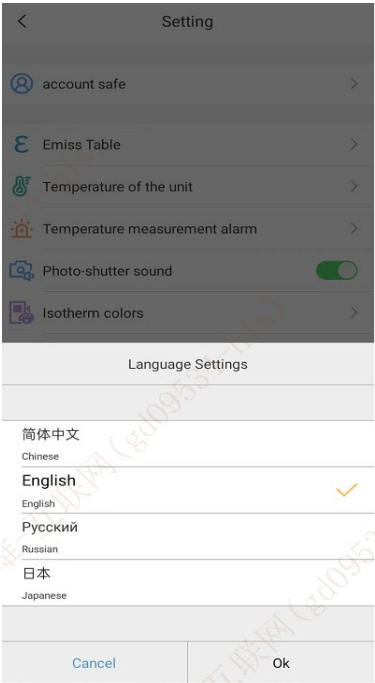 Setting
account safe
Emiss Table
Temperature of the unit
Temperature measurement alarm
Photo-shutter sound
Isotherm colors
Language Settings
简体中文
Chinese
English
English
Русский
Russian
日本
Japanese
Cancel
Ok